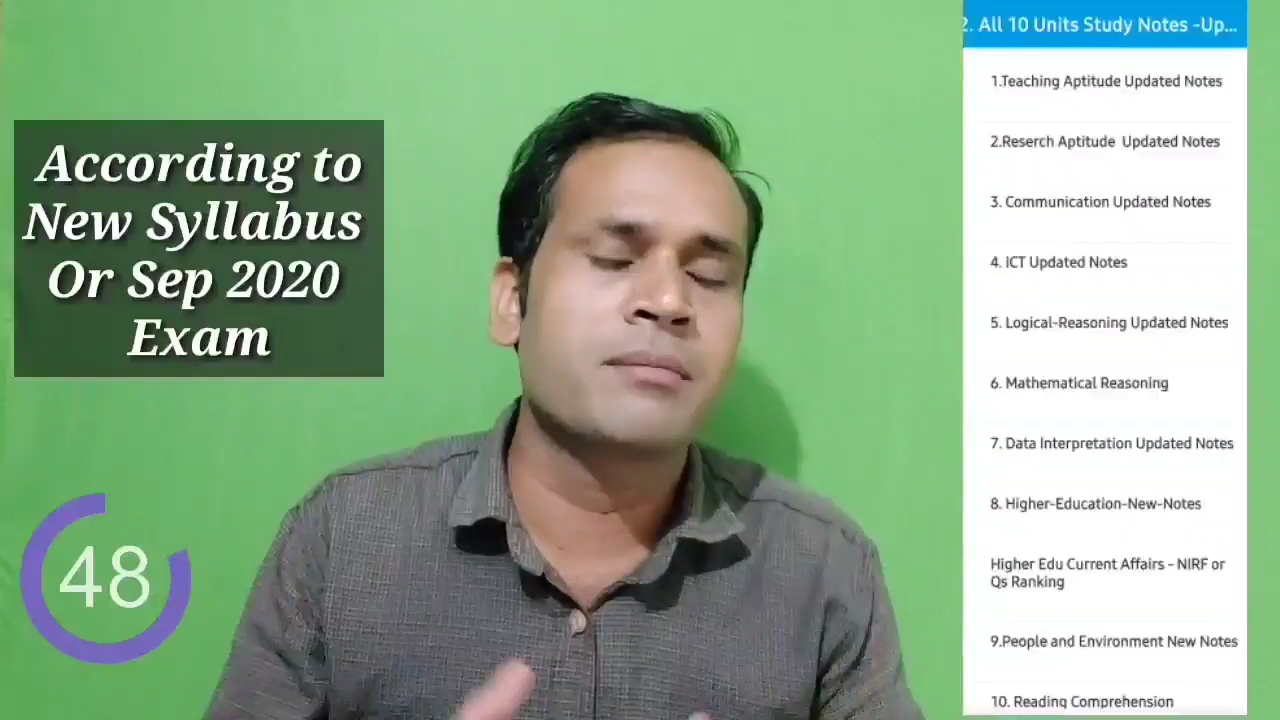 According to
New Syllabus
Or Sep 2020
Exam
48
2. All 10 Units Study Notes -Up...
1.Teaching Aptitude Updated Notes
2.Reserch Aptitude Updated Notes
3. Communication Updated Notes
4. ICT Updated Notes
5. Logical-Reasoning Updated Notes
6. Mathematical Reasoning
7. Data Interpretation Updated Notes
8. Higher-Education-New-Notes
Higher Edu Current Affairs - NIRF or
Qs Ranking
9.People and Environment New Notes
10. Reading Comprehension